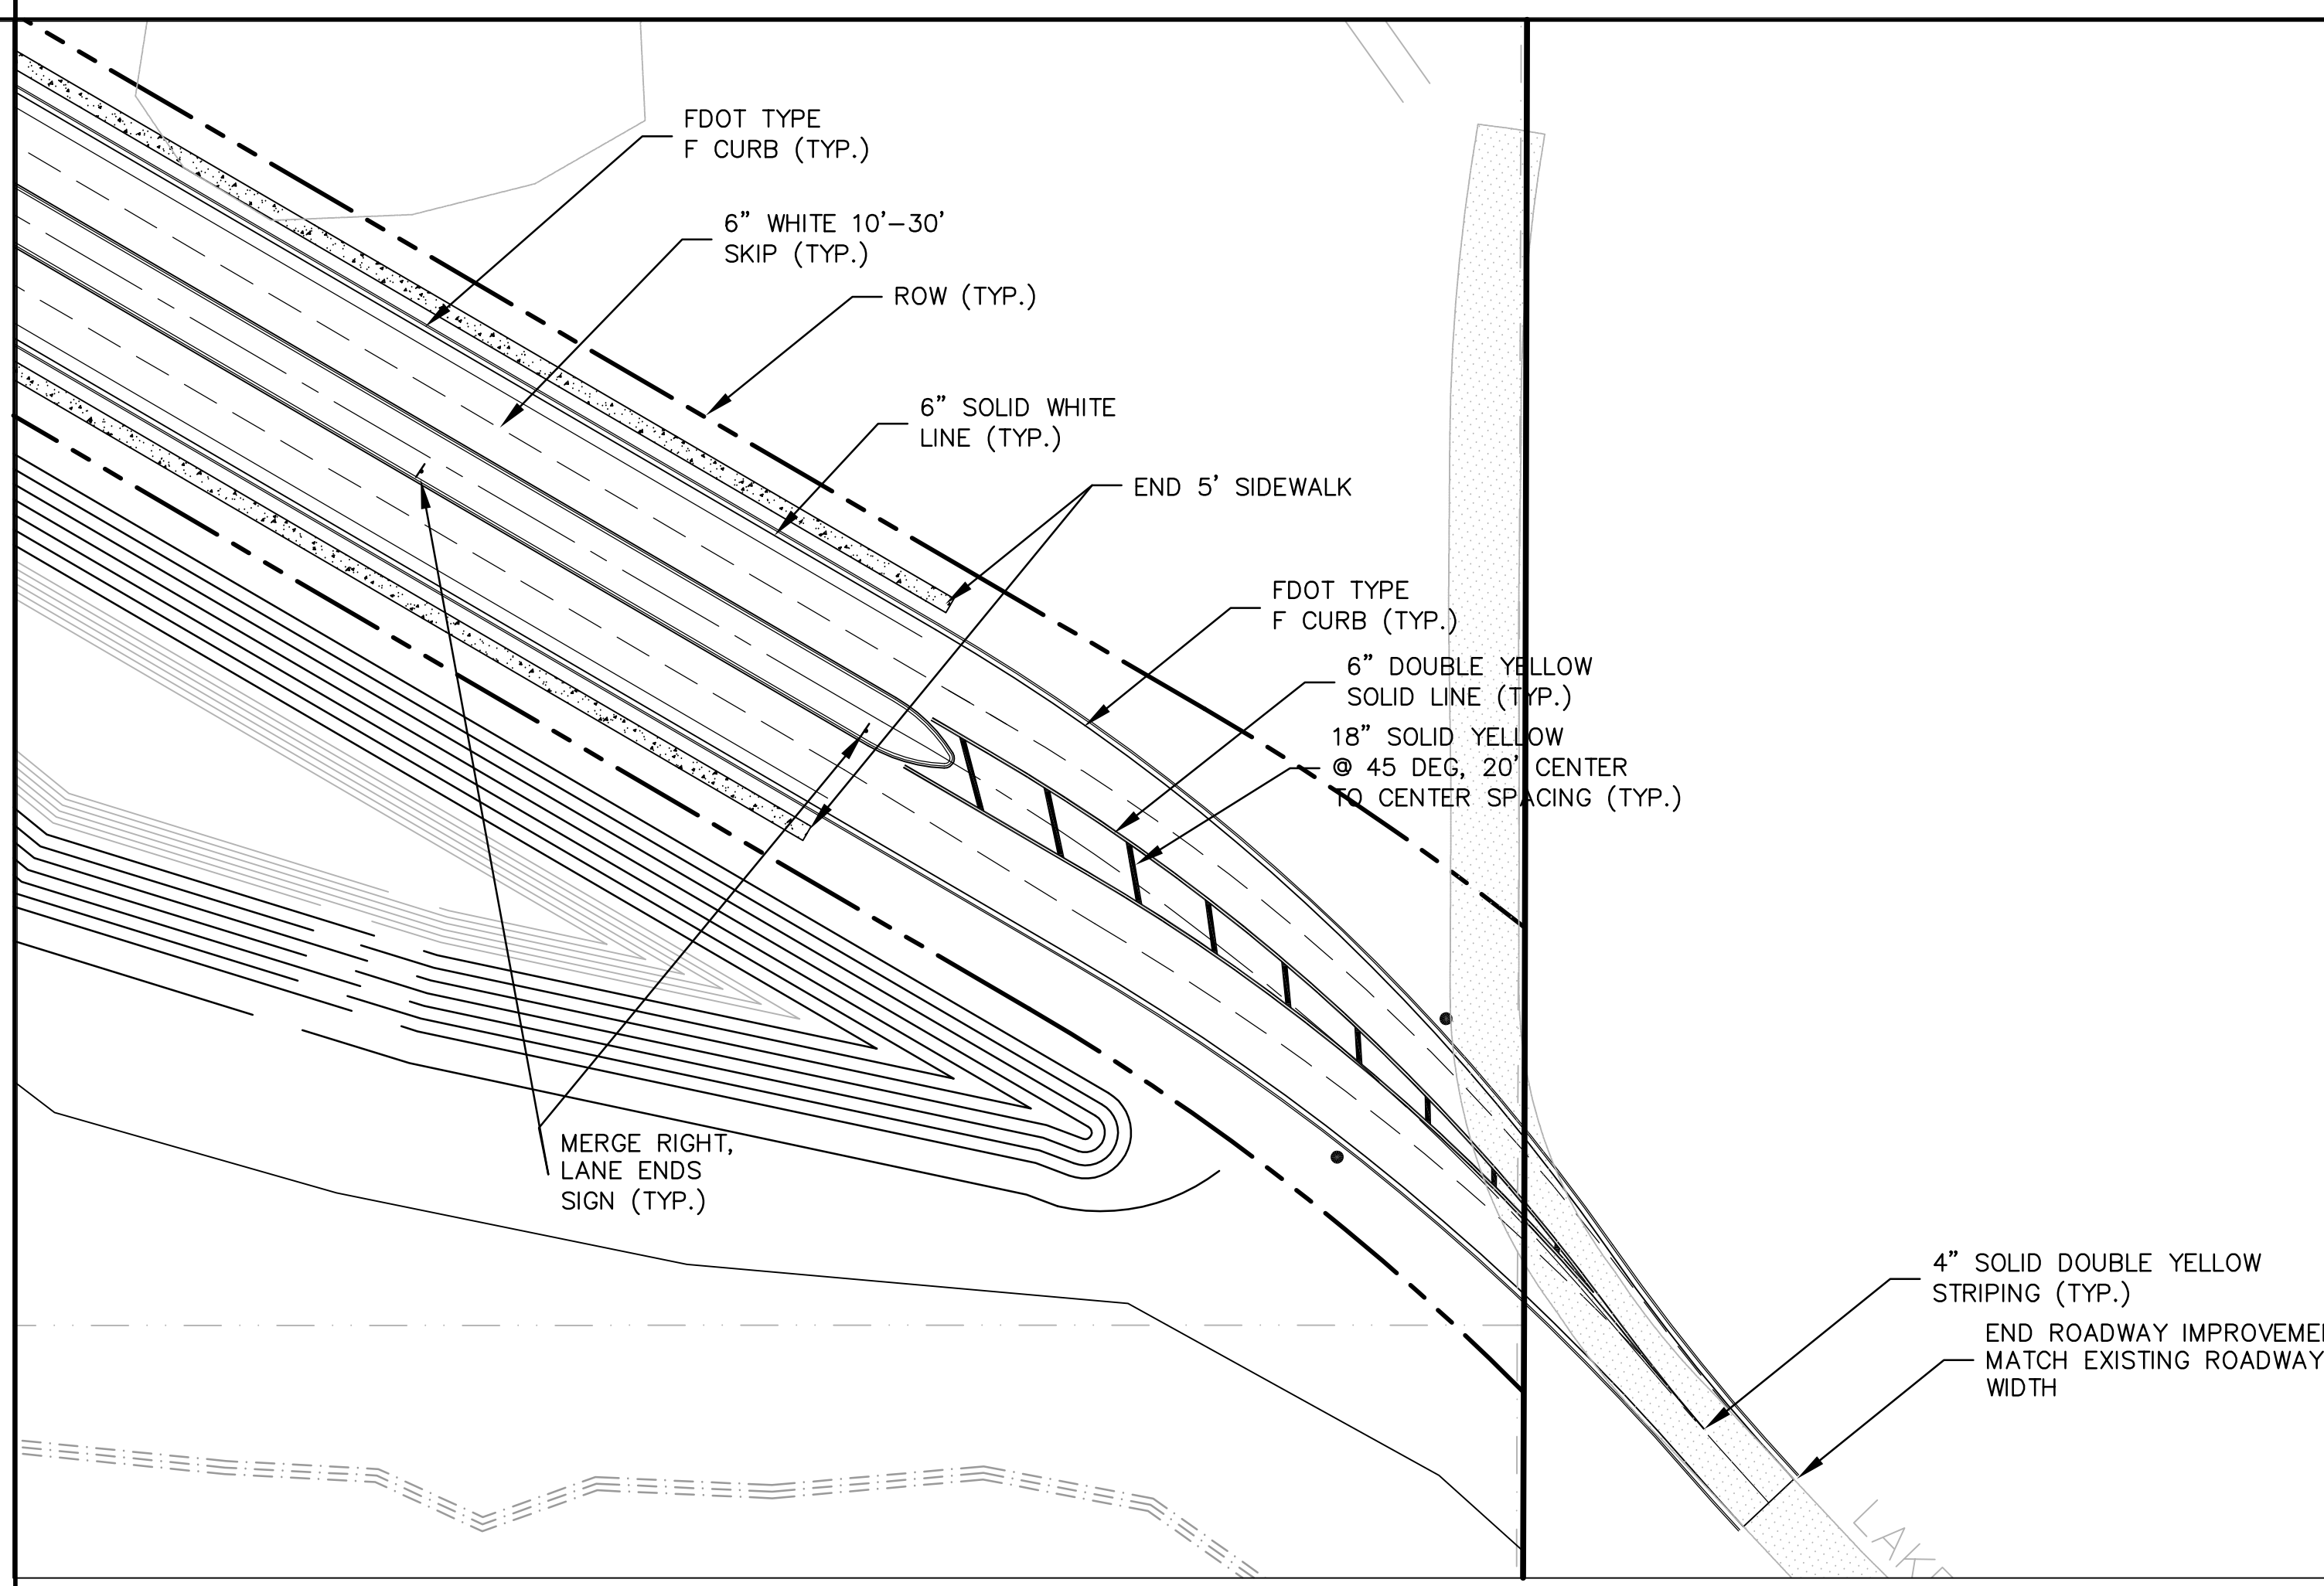 FDOT TYPE
F CURB (TYP.)
6” WHITE 10’–30’
SKIP (TYP.)
ROW (TYP.)
6” SOLID WHITE
LINE (TYP.)
END 5’ SIDEWALK
FDOT TYPE
F CURB (TYP.)
6” DOUBLE YELLOW
SOLID LINE (TYP.)
18” SOLID YELLOW
@ 45 DEG, 20’ CENTER
TO CENTER SPACING (TYP.)
MERGE RIGHT,
LANE ENDS
SIGN (TYP.)
4” SOLID DOUBLE YELLOW
STRIPING (TYP.)
END ROADWAY
MATCH EXISTING ROADWAY
WIDTH